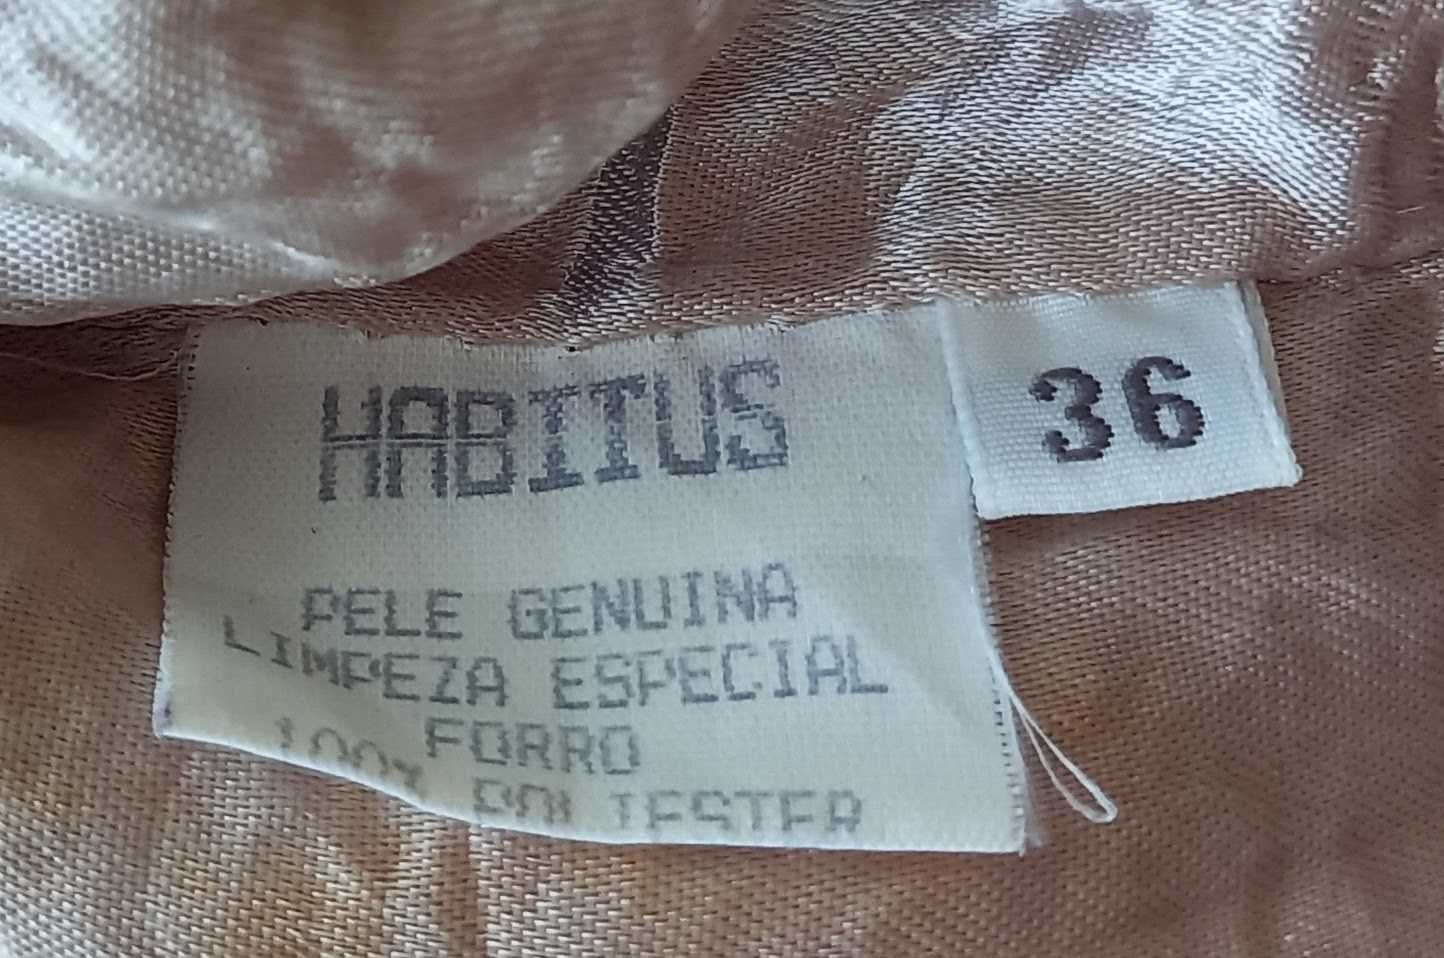 HABITUS
36
PELE GENUINA
LIMPEZA ESPECIAL
FORRO
100% POLIESTER